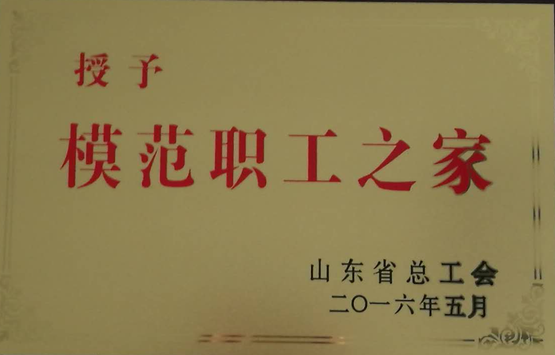 授予
模范职工之家
山东省总工会
二〇一六年五月